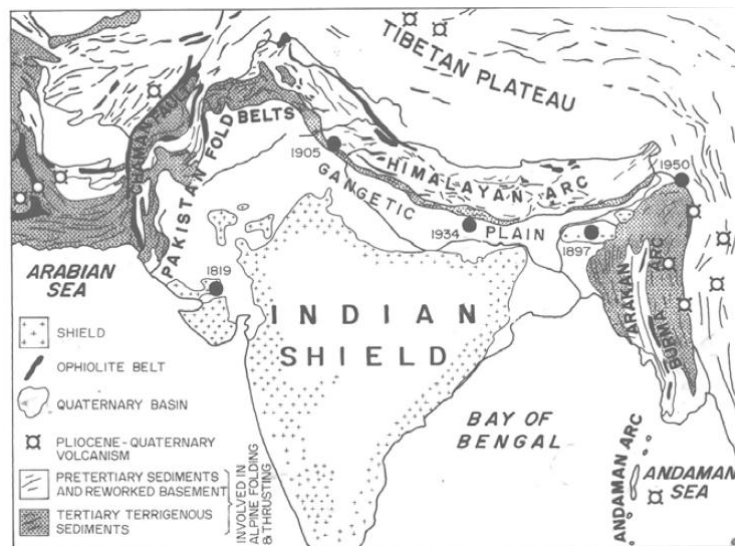 TIBETAN PLATEAU
CHAMAN FAULT
PAKISTAN FOLD BELTS
1905
HIMALAYAN ARC
1950
GANGETIC
PLAIN
1934
1897
ARABIAN
SEA
1819
INDIAN
SHIELD
ARAKAN
BURMA
ARC
BAY OF
BENGAL
ANDAMAN ARC
ANDAMAN
SEA
SHIELD
OPHIOLITE BELT
QUATERNARY BASIN
PLIOCENE-QUATERNARY
VOLCANISM
PRETERTIARY SEDIMENTS
AND REWORKED BASEMENT
TERTIARY TERRIGENOUS
SEDIMENTS
INVOLVED IN
ALPINE FOLDING
& THRUSTING